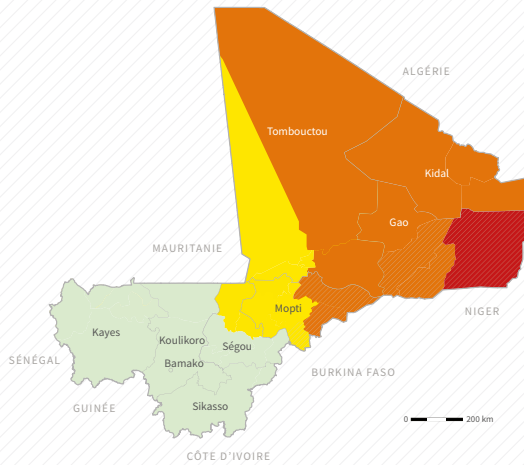 ALGÉRIE
Tombouctou
Kidal
Gao
MAURITANIE
Mopti
NIGER
Kayes
Koulikoro
Ségou
SÉNÉGAL
Bamako
BURKINA FASO
GUINÉE
Sikasso
0 200 km
CÔTE D'IVOIRE